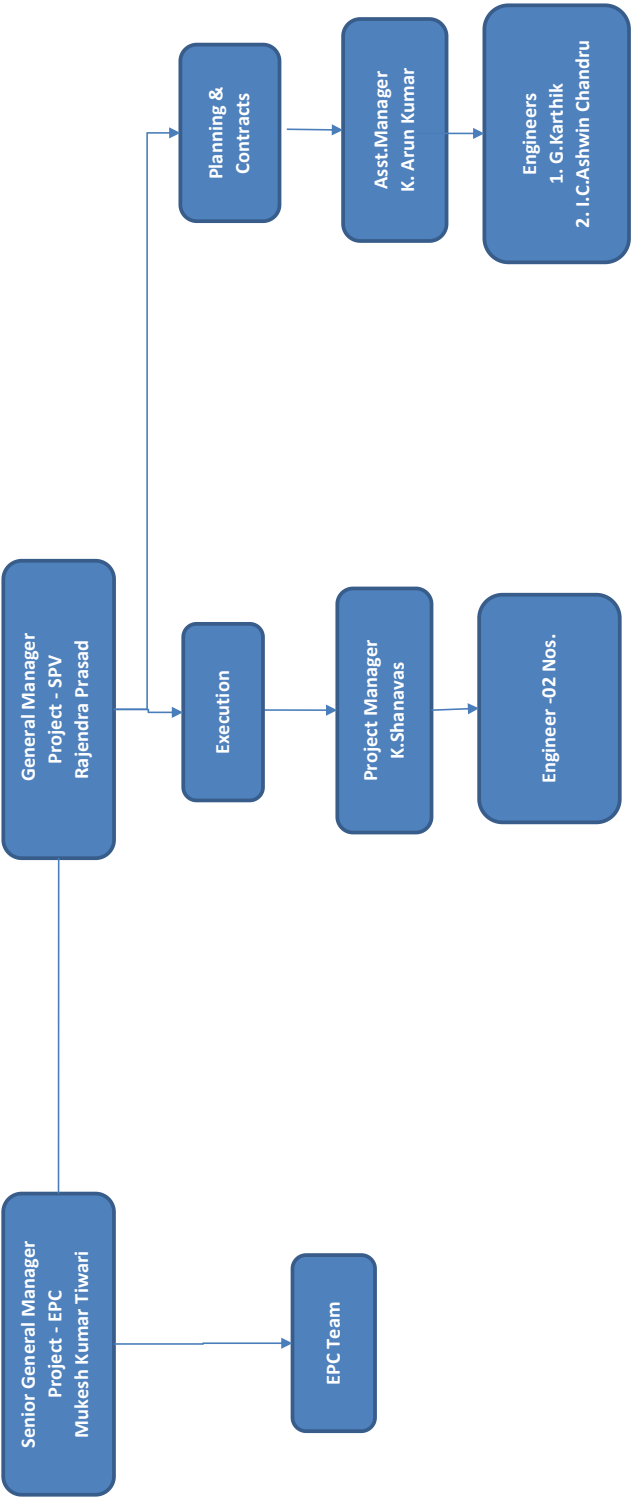 Senior General Manager
Project - EPC
Mukesh Kumar Tiwari
General Manager
Project - SPV
Rajendra Prasad
EPC Team
Execution
Planning &
Contracts
Project Manager
K.Shanavas
Asst.Manager
K. Arun Kumar
Engineer -02 Nos.
Engineers
1. G.Karthik
2. I.C.Ashwin Chandru